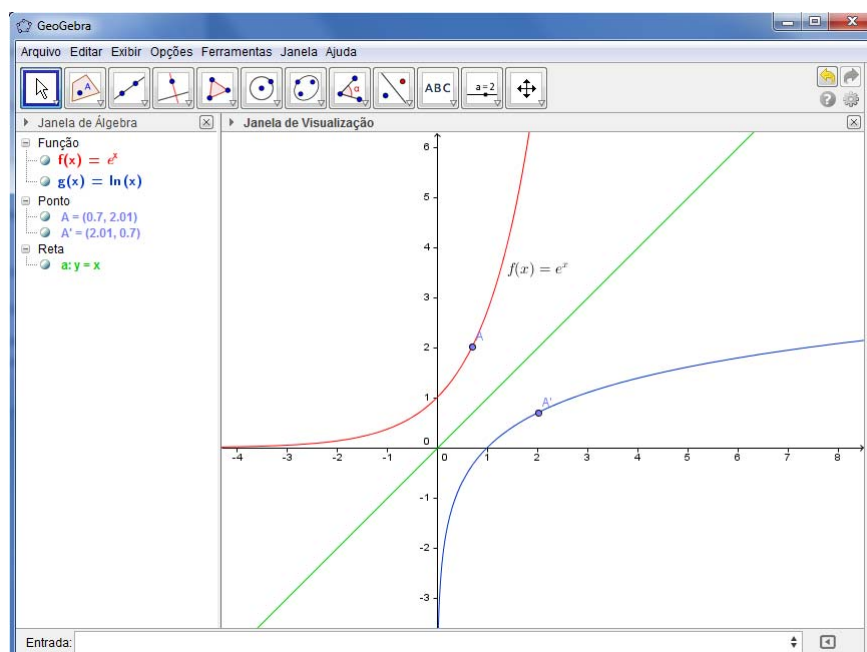 GeoGebra
Arquivo Editar Exibir Opções Ferramentas Janela Ajuda
A α ABC a=2
Janela de Álgebra
Janela de Visualização
Função
f(x) = e^x
g(x) = ln(x)
Ponto
A = (0.7, 2.01)
A' = (2.01, 0.7)
Reta
a: y = x
6
5
4
f(x) = e^x
3
A
2
A'
1
0
-4 -3 -2 -1 0 1 2 3 4 5 6 7 8
-1
-2
-3
Entrada: